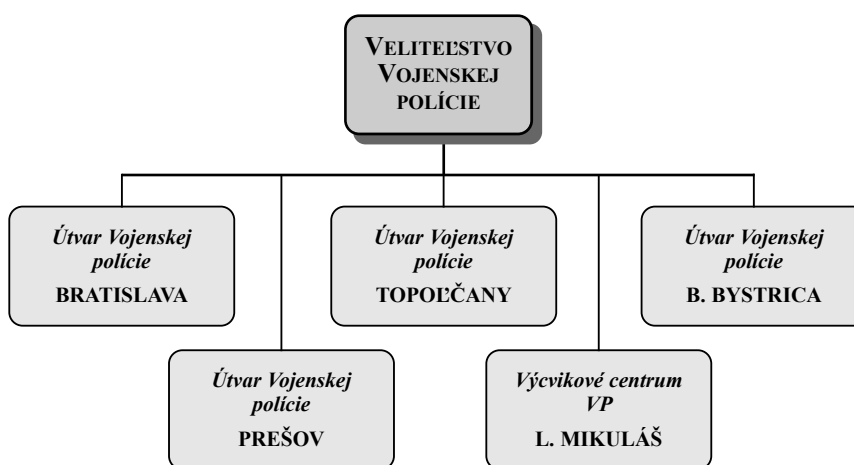 VELITEĽSTVO
VOJENSKEJ
POLÍCIE
Útvar Vojenskej
polície
BRATISLAVA
Útvar Vojenskej
polície
TOPOĽČANY
Útvar Vojenskej
polície
B. BYSTRICA
Útvar Vojenskej
polície
PREŠOV
Výcvikové centrum
VP
L. MIKULÁŠ